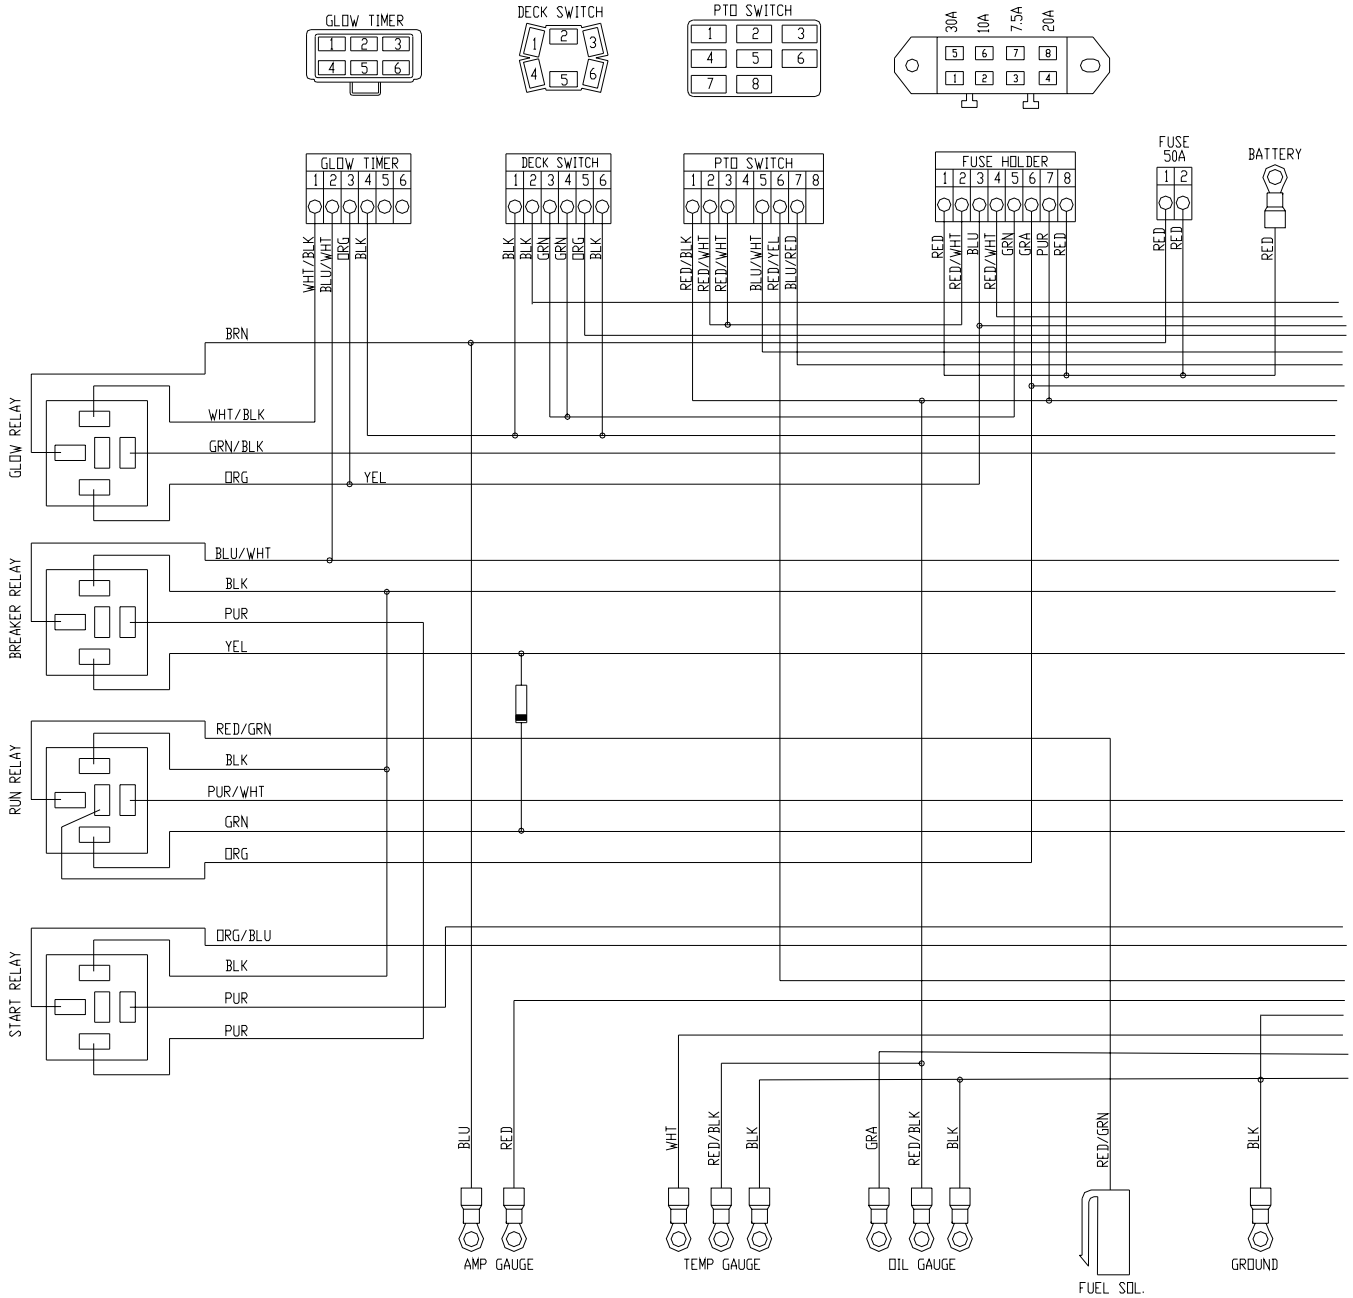 GLOW TIMER
1 2 3
4 5 6
DECK SWITCH
1 2 3
4 5 6
PTO SWITCH
1 2 3
4 5 6
7 8
30A 10A 7.5A 20A
5 6 7 8
1 2 3 4
GLOW TIMER
1 2 3 4 5 6
WHT/BLK BLU/WHT ORG BLK
DECK SWITCH
1 2 3 4 5 6
BLK BLK GRN GRN ORG BLK
PTO SWITCH
1 2 3 4 5 6 7 8
RED/BLK RED/WHT RED/WHT BLU/WHT RED/YEL BLU/RED
FUSE HOLDER
1 2 3 4 5 6 7 8
RED RED/WHT BLU RED/WHT GRN GRA PUR RED
FUSE
50A
1 2
RED RED
BATTERY
RED
GLOW RELAY
BRN
WHT/BLK
GRN/BLK
ORG YEL
BREAKER RELAY
BLU/WHT
BLK
PUR
YEL
RUN RELAY
RED/GRN
BLK
PUR/WHT
GRN
ORG
START RELAY
ORG/BLU
BLK
PUR
PUR
BLU RED
AMP GAUGE
WHT RED/BLK BLK
TEMP GAUGE
GRA RED/BLK BLK
OIL GAUGE
RED/GRN
FUEL SOL.
BLK
GROUND